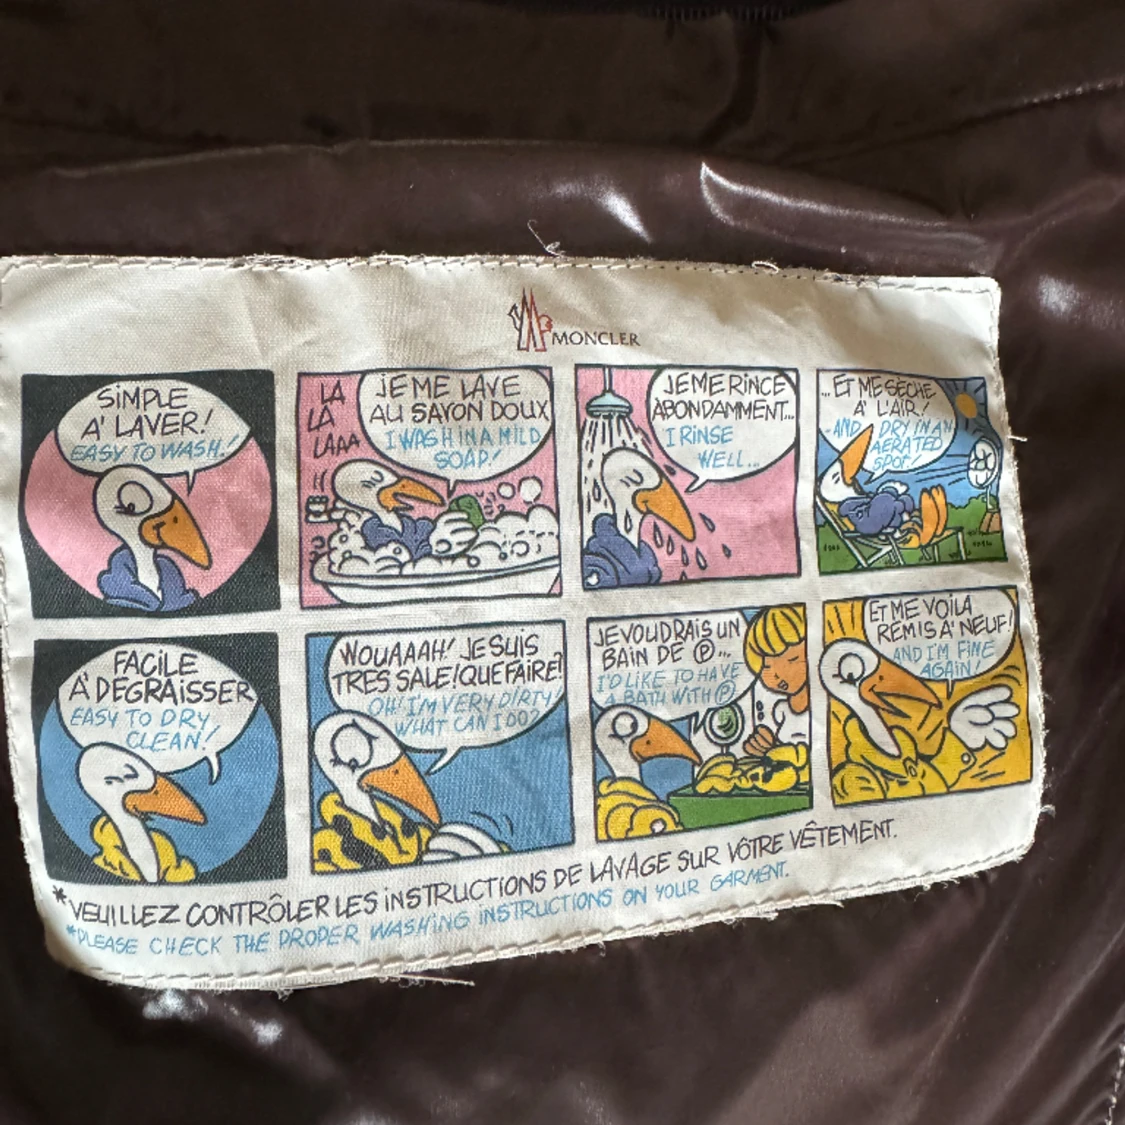 MONCLER
SIMPLE
A' LAVER!
EASY TO WASH!
LA
LA
LAAA
JE ME LAVE
AU SAYON DOUX
I WASH IN A MILD
SOAP!
JE ME RINCE
ABONDAMMENT...
I RINSE
WELL...
...ET ME SECHE
A' L'AIR!
AND DRY IN AN
AERATED
SPOT!
FACILE
A' DEGRAISSER
EASY TO DRY
CLEAN!
WOUAAAH! JE SUIS
TRES SALE! QUE FAIRE?
OH! I'M VERY DIRTY!
WHAT CAN I DO?
JE VOUDRAIS UN
BAIN DE Ⓟ...
I'D LIKE TO HAVE
A BATH WITH Ⓟ
ET ME VOILA
REMIS A' NEUF!
AND I'M FINE
AGAIN!
*VEUILLEZ CONTRÔLER LES INSTRUCTIONS DE LAVAGE SUR VÔTRE VÊTEMENT.
*PLEASE CHECK THE PROPER WASHING INSTRUCTIONS ON YOUR GARMENT.